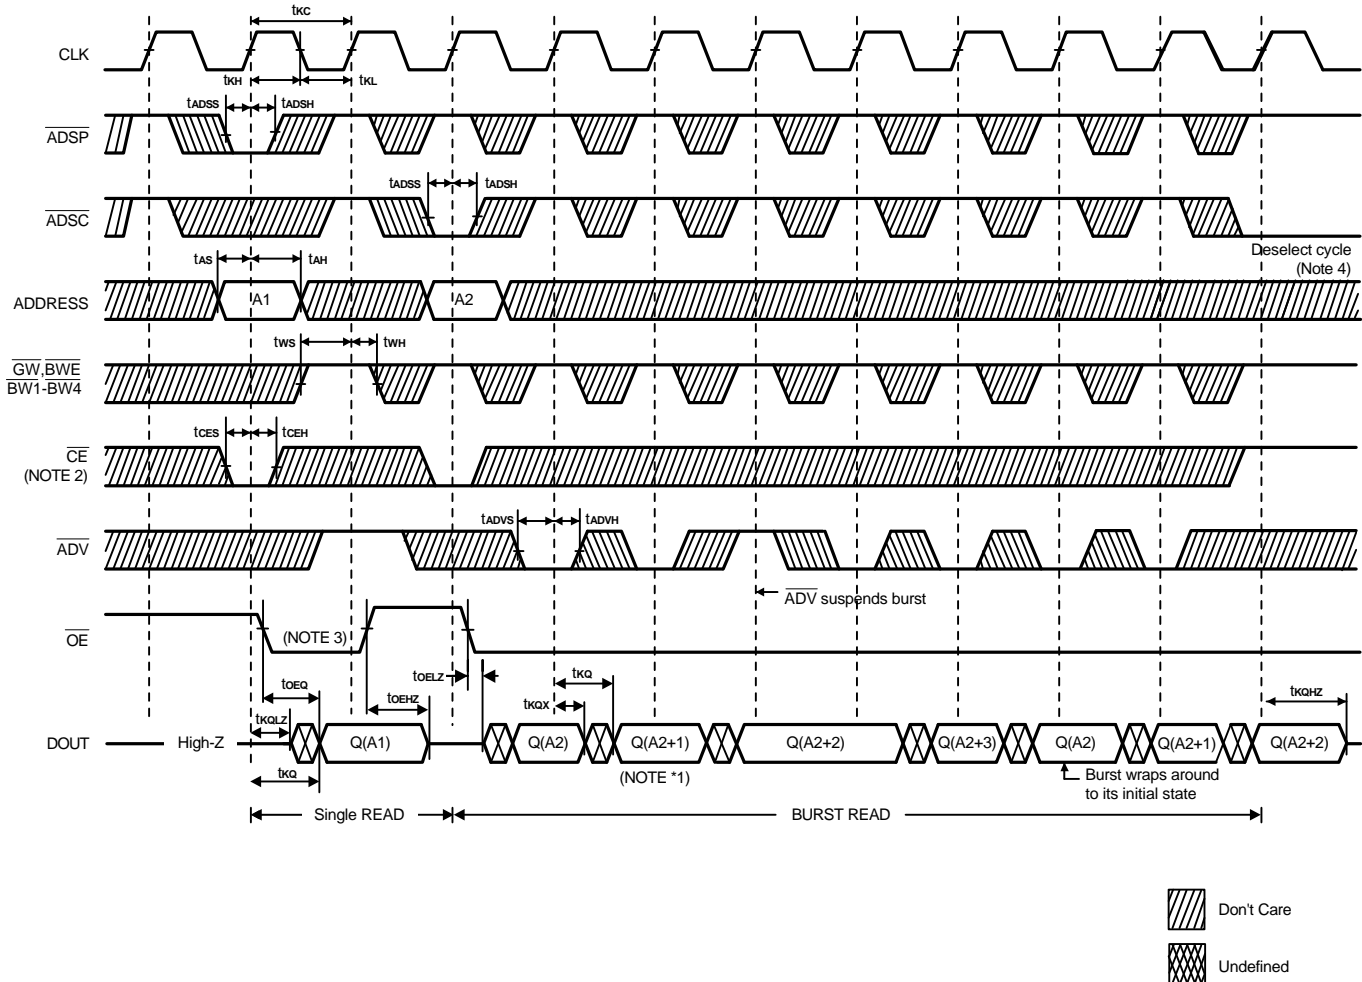 tKC
CLK
tKH
tKL
tADSS
tADSH
ADSP
tADSS
tADSH
ADSC
Deselect cycle
(Note 4)
tAS
tAH
ADDRESS
A1
A2
tWS
tWH
GW,BWE
BW1-BW4
tCES
tCEH
CE
(NOTE 2)
tADVS
tADVH
ADV
ADV suspends burst
OE
(NOTE 3)
tOELZ
tKQ
tOEQ
tOEHZ
tKQX
tKQHZ
tKQLZ
DOUT
High-Z
Q(A1)
Q(A2)
Q(A2+1)
Q(A2+2)
Q(A2+3)
Q(A2)
Q(A2+1)
Q(A2+2)
tKQ
(NOTE *1)
Burst wraps around
to its initial state
Single READ
BURST READ
Don't Care
Undefined